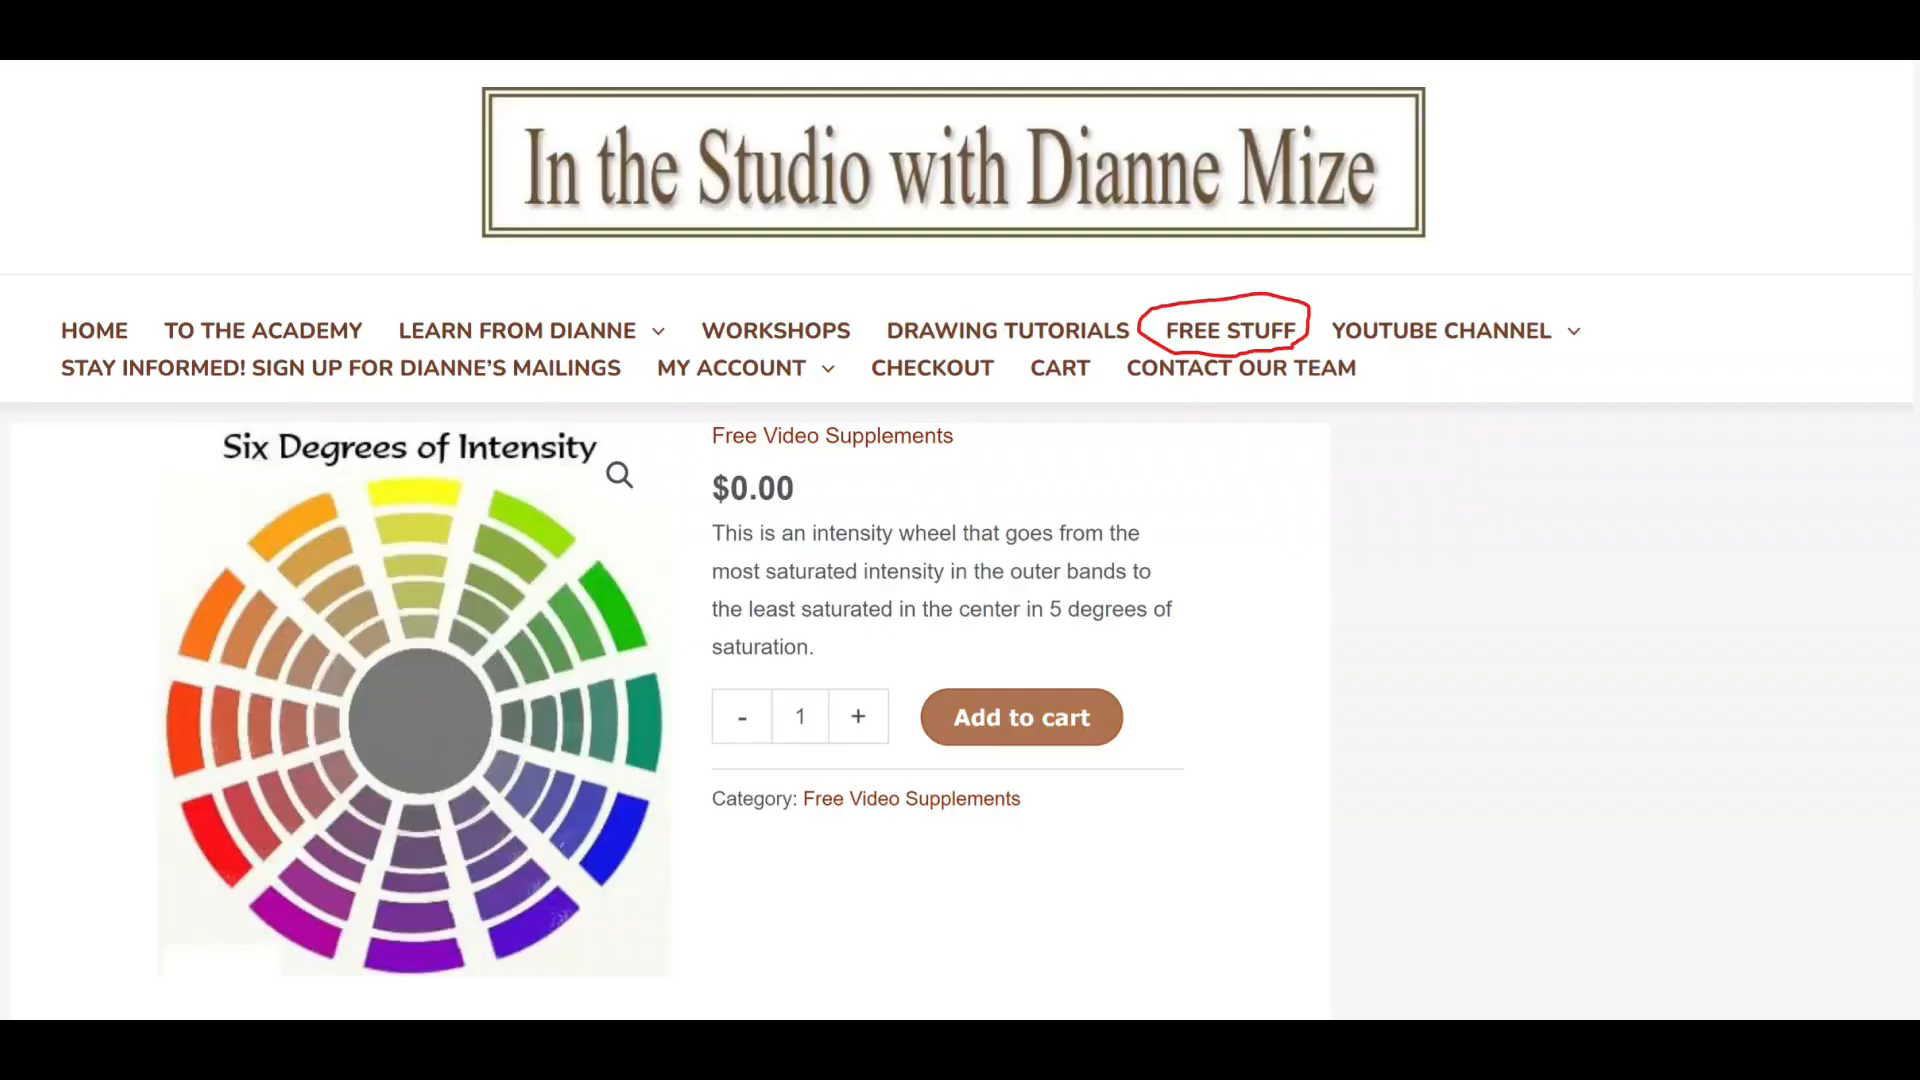 In the Studio with Dianne Mize
HOME TO THE ACADEMY LEARN FROM DIANNE WORKSHOPS DRAWING TUTORIALS FREE STUFF YOUTUBE CHANNEL
STAY INFORMED! SIGN UP FOR DIANNE’S MAILINGS MY ACCOUNT CHECKOUT CART CONTACT OUR TEAM
Six Degrees of Intensity
Free Video Supplements
$0.00
This is an intensity wheel that goes from the
most saturated intensity in the outer bands to
the least saturated in the center in 5 degrees of
saturation.
- 1 + Add to cart
Category: Free Video Supplements